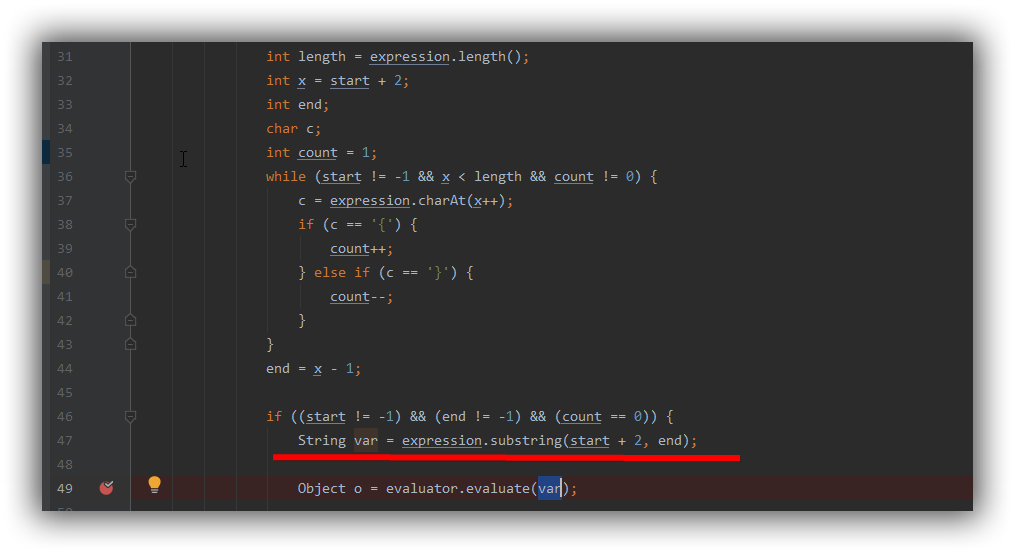 31 int length = expression.length();
32 int x = start + 2;
33 int end;
34 char c;
35 int count = 1;
36 while (start != -1 && x < length && count != 0) {
37 c = expression.charAt(x++);
38 if (c == '{') {
39 count++;
40 } else if (c == '}') {
41 count--;
42 }
43 }
44 end = x - 1;
45
46 if ((start != -1) && (end != -1) && (count == 0)) {
47 String var = expression.substring(start + 2, end);
48
49 Object o = evaluator.evaluate(var);